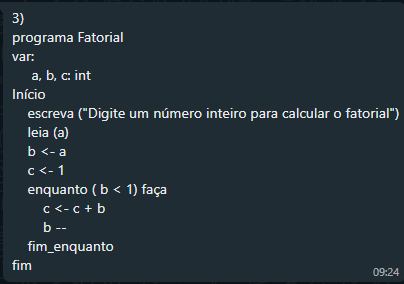 3)
programa Fatorial
var:
a, b, c: int
Início
escreva ("Digite um número inteiro para calcular o fatorial")
leia (a)
b <- a
c <- 1
enquanto ( b < 1) faça
c <- c + b
b --
fim_enquanto
fim
09:24